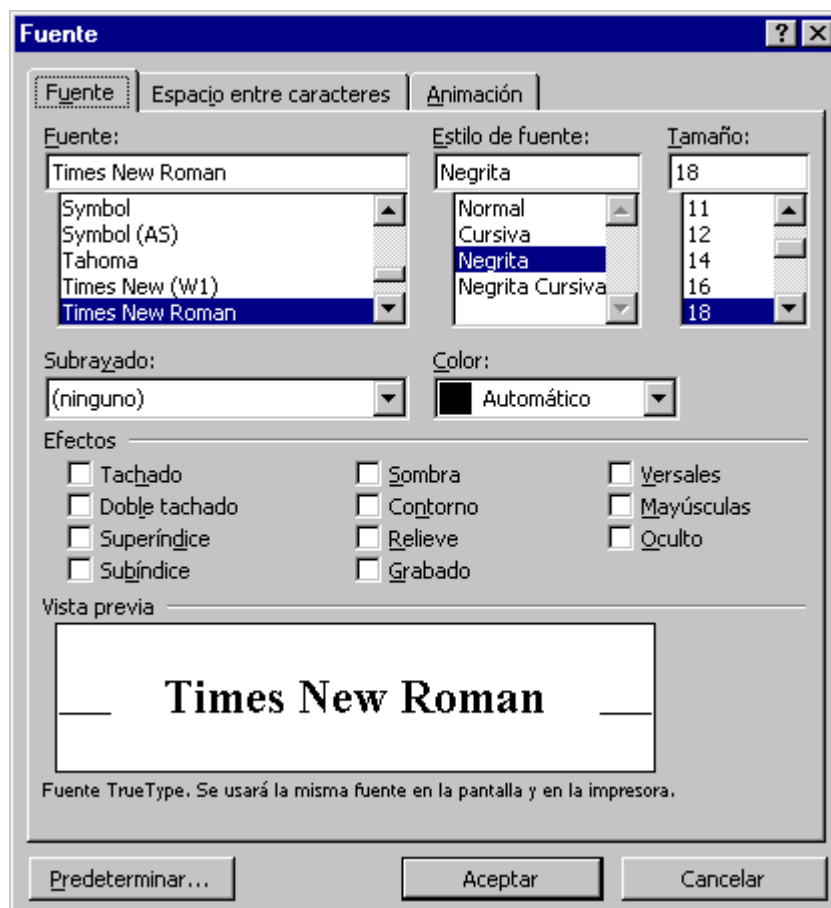 Fuente
Fuente Espacio entre caracteres Animación
Fuente: Estilo de fuente: Tamaño:
Times New Roman Negrita 18
Symbol Normal 11
Symbol (AS) Cursiva 12
Tahoma Negrita 14
Times New (W1) Negrita Cursiva 16
Times New Roman 18
Subrayado: Color:
(ninguno) Automático
Efectos
Tachado Sombra Versales
Doble tachado Contorno Mayúsculas
Superíndice Relieve Oculto
Subíndice Grabado
Vista previa
Times New Roman
Fuente TrueType. Se usará la misma fuente en la pantalla y en la impresora.
Predeterminar... Aceptar Cancelar